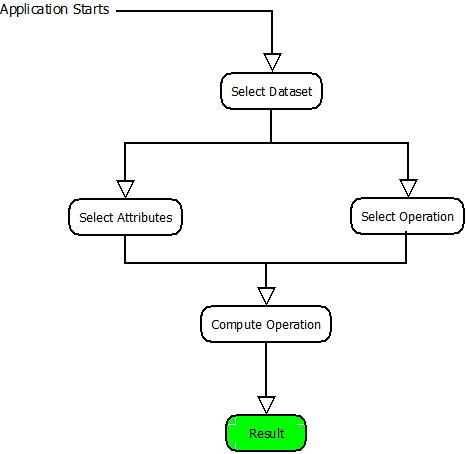 Application Starts
Select Dataset
Select Attributes
Select Operation
Compute Operation
Result